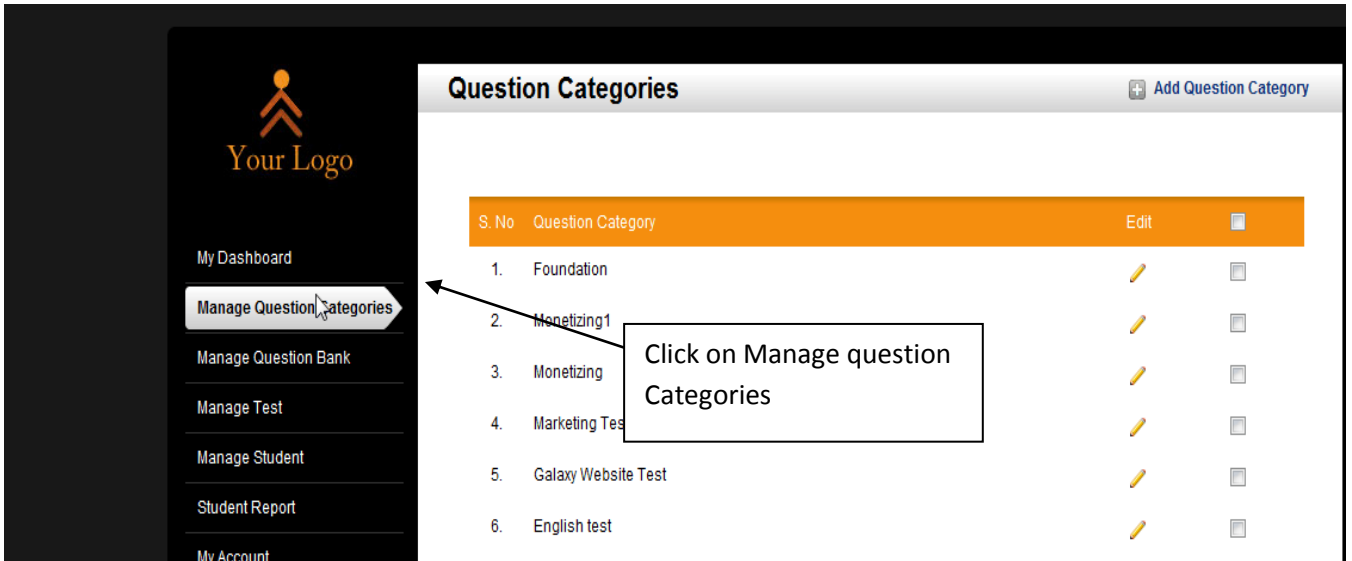 Your Logo
My Dashboard
Manage Question Categories
Manage Question Bank
Manage Test
Manage Student
Student Report
My Account
Question Categories
Add Question Category
S. No Question Category Edit
1. Foundation
2. Monetizing1
3. Monetizing
4. Marketing Tes
5. Galaxy Website Test
6. English test
Click on Manage question
Categories